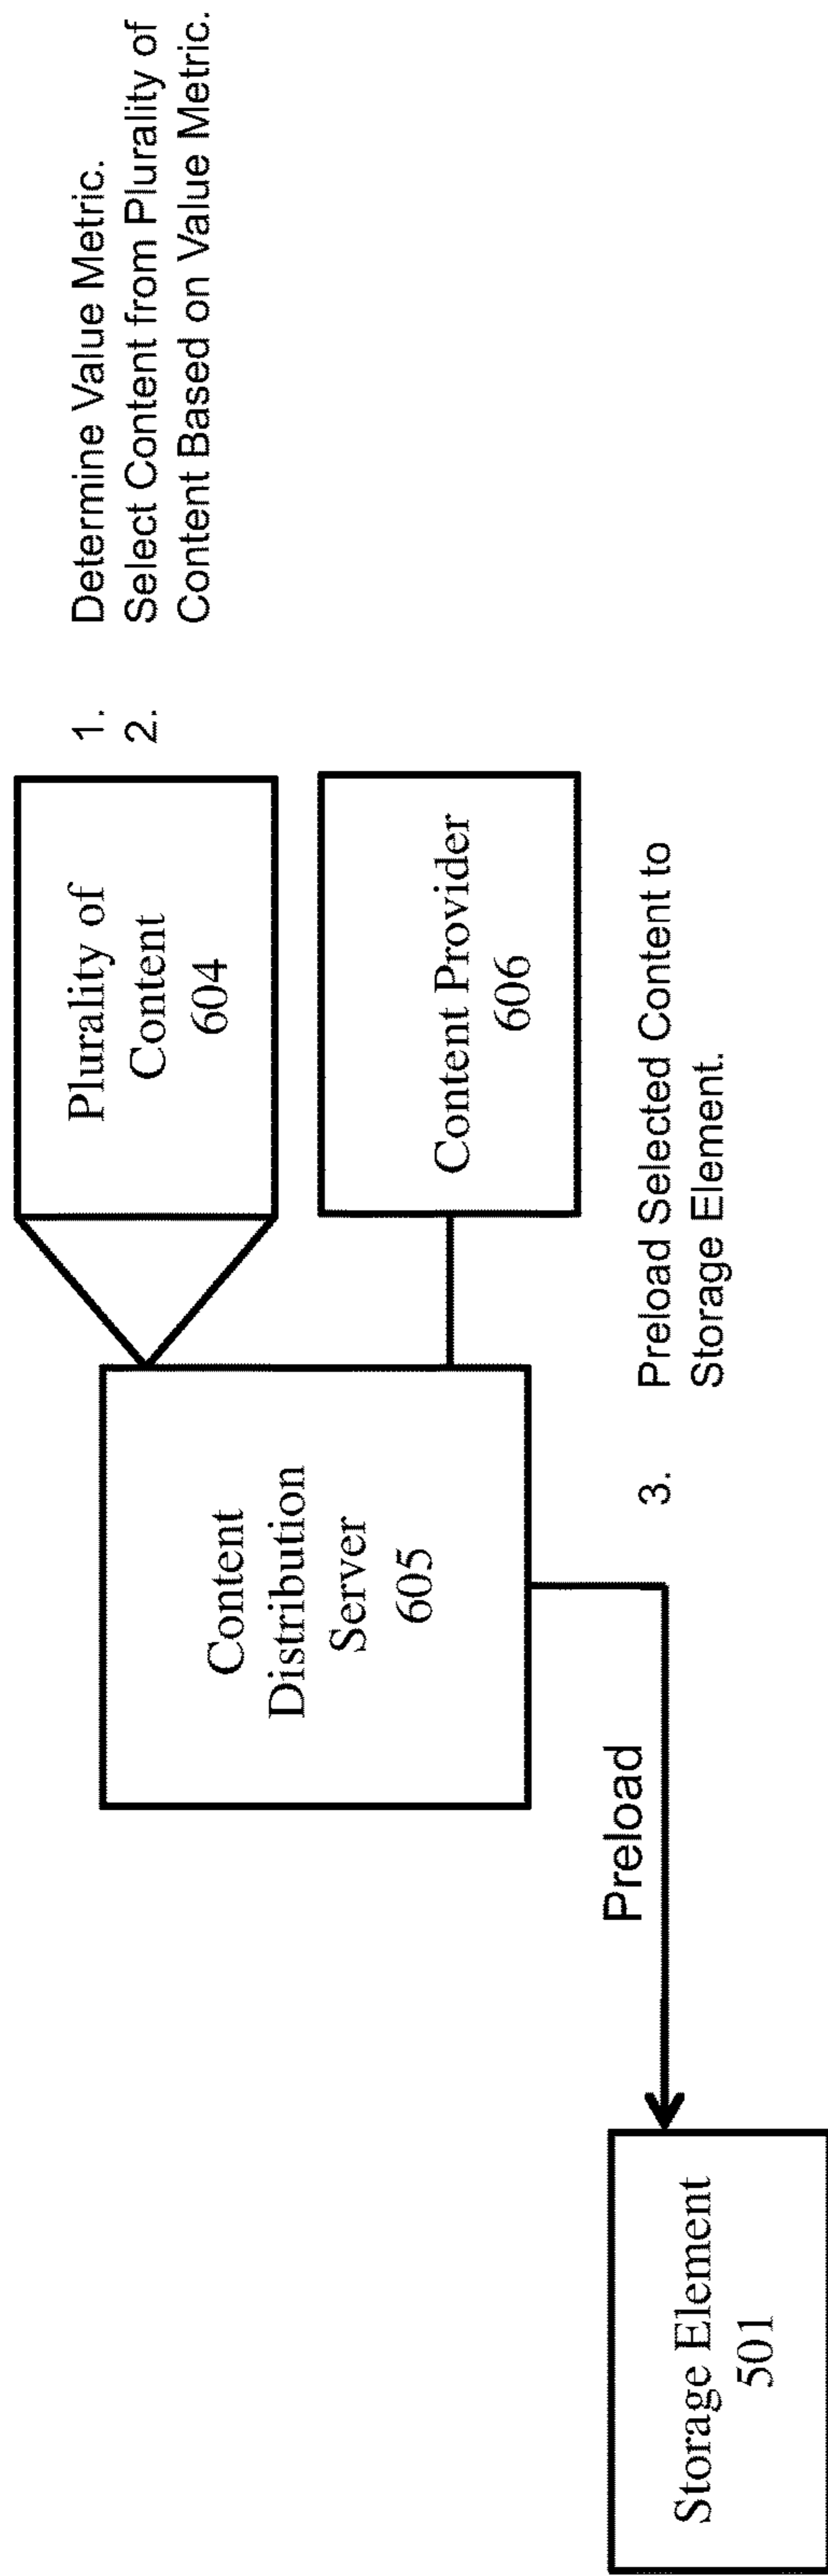 1. Determine Value Metric.
2. Select Content from Plurality of
Content Based on Value Metric.
Plurality of
Content
604
Content Provider
606
Content
Distribution
Server
605
3. Preload Selected Content to
Storage Element.
Preload
Storage Element
501